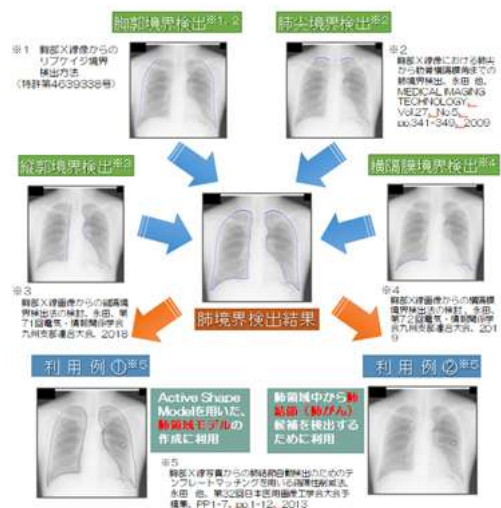 胸郭境界検出※1, 2
肺尖境界検出※2
※1 胸部X線像からの
リブケイジ境界
検出方法
(特許第4639338号)
※2
胸部X線像における肺尖
から肋骨横隔膜角までの
肺境界検出、永田 他、
MEDICAL IMAGING
TECHNOLOGY,
Vol.27, No.5,
pp.341-349, 2009
縦郭境界検出※3
横隔膜境界検出※4
※3
胸部X線画像からの縦隔境
界検出法の検討、永田、第
71回電気・情報関係学会
九州支部連合大会、2018
肺境界検出結果
※4
胸部X線画像からの横隔膜
境界検出法の検討、永田、
第72回電気・情報関係学
会九州支部連合大会、201
9
利用例①※5
利用例②※5
Active Shape
Modelを用いた、
肺領域モデルの
作成に利用
肺領域中から肺
結節(肺がん)
候補を検出する
ために利用
※5
胸部X線写真からの肺結節自動検出のためのテ
ンプレートマッチングを用いる偽陽性削減法、
永田 他、第32回日本医用画像工学会大会予
稿集、PP1-7, pp.1-12, 2013